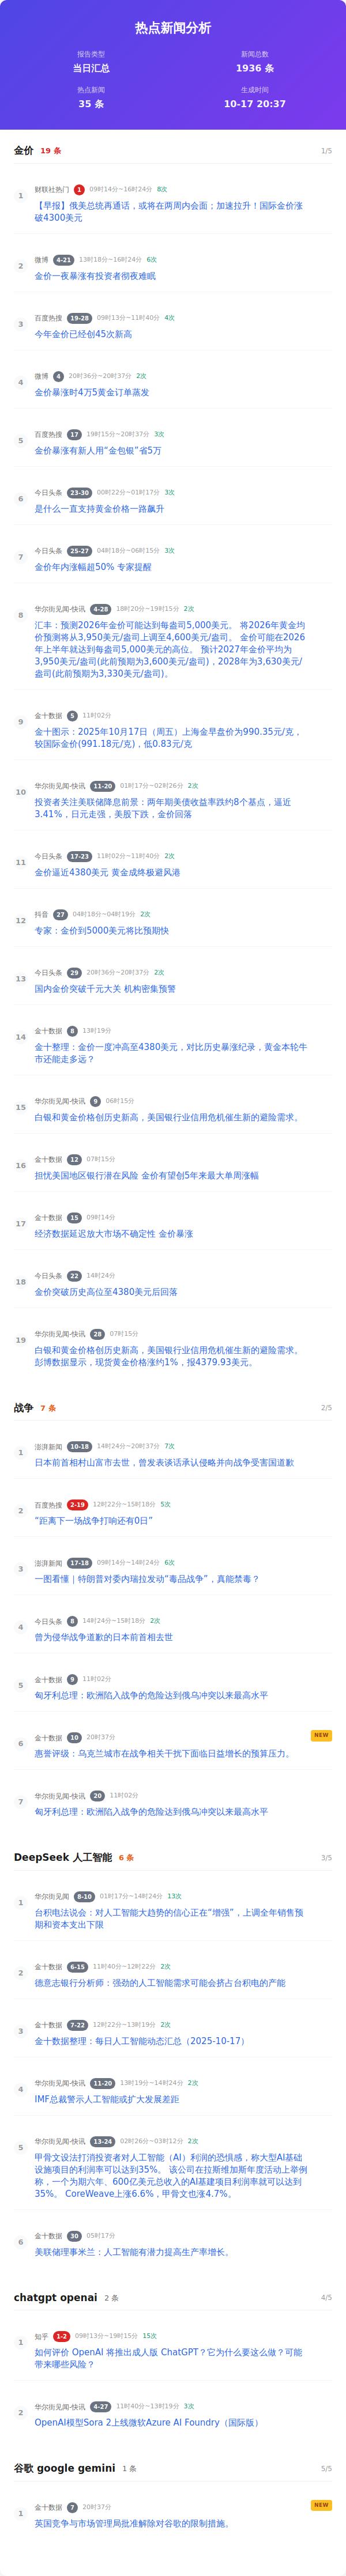 热点新闻分析
报告类型
新闻总数
当日汇总
1936 条
热点新闻
生成时间
35 条
10-17 20:37
金价 19 条 1/5
1 财联社热门 1 09时14分~16时24分 8次
【早报】俄美总统再通话，或将在两周内会面；加速拉升！国际金价涨
破4300美元
2 微博 4-21 13时18分~16时24分 6次
金价一夜暴涨有投资者彻夜难眠
3 百度热搜 19-28 09时13分~11时40分 4次
今年金价已经创45次新高
4 微博 4 20时36分~20时37分 2次
金价暴涨时4万5黄金订单蒸发
5 百度热搜 17 19时15分~20时37分 3次
金价暴涨有新人用“金包银”省5万
6 今日头条 23-30 00时22分~01时17分 3次
是什么一直支持黄金价格一路飙升
7 今日头条 25-27 04时18分~06时15分 3次
金价年内涨幅超50% 专家提醒
8 华尔街见闻-快讯 4-28 18时20分~19时15分 2次
汇丰：预测2026年金价可能达到每盎司5,000美元。 将2026年黄金均
价预测将从3,950美元/盎司上调至4,600美元/盎司。 金价可能在2026
年上半年就达到每盎司5,000美元的高位。 预计2027年金价平均为
3,950美元/盎司(此前预期为3,600美元/盎司)，2028年为3,630美元/
盎司(此前预期为3,330美元/盎司)。
9 金十数据 5 11时02分
金十图示：2025年10月17日（周五）上海金早盘价为990.35元/克，
较国际金价(991.18元/克)，低0.83元/克
10 华尔街见闻-快讯 11-20 01时17分~02时26分 2次
投资者关注美联储降息前景：两年期美债收益率跌约8个基点，逼近
3.41%，日元走强，美股下跌，金价回落
11 今日头条 17-23 11时02分~11时40分 2次
金价逼近4380美元 黄金成终极避风港
12 抖音 27 04时18分~04时19分 2次
专家：金价到5000美元将比预期快
13 今日头条 29 20时36分~20时37分 2次
国内金价突破千元大关 机构密集预警
14 金十数据 8 13时19分
金十整理：金价一度冲高至4380美元，对比历史暴涨纪录，黄金本轮牛
市还能走多远？
15 华尔街见闻-快讯 9 06时15分
白银和黄金价格创历史新高，美国银行业信用危机催生新的避险需求。
16 金十数据 12 07时15分
担忧美国地区银行潜在风险 金价有望创5年来最大单周涨幅
17 金十数据 15 09时14分
经济数据延迟放大市场不确定性 金价暴涨
18 今日头条 22 14时24分
金价突破历史高位至4380美元后回落
19 华尔街见闻-快讯 28 07时15分
白银和黄金价格创历史新高，美国银行业信用危机催生新的避险需求。
彭博数据显示，现货黄金价格涨约1%，报4379.93美元。
战争 7 条 2/5
1 澎湃新闻 10-18 14时24分~20时37分 7次
日本前首相村山富市去世，曾发表谈话承认侵略并向战争受害国道歉
2 百度热搜 2-19 12时22分~15时18分 5次
“距离下一场战争打响还有0日”
3 澎湃新闻 17-18 09时14分~14时24分 6次
一图看懂｜特朗普对委内瑞拉发动“毒品战争”，真能禁毒？
4 今日头条 8 14时24分~15时18分 2次
曾为侵华战争道歉的日本前首相去世
5 金十数据 9 11时02分
匈牙利总理：欧洲陷入战争的危险达到俄乌冲突以来最高水平
6 金十数据 10 20时37分 NEW
惠誉评级：乌克兰城市在战争相关干扰下面临日益增长的预算压力。
7 华尔街见闻-快讯 20 11时02分
匈牙利总理：欧洲陷入战争的危险达到俄乌冲突以来最高水平
DeepSeek 人工智能 6 条 3/5
1 华尔街见闻 8-10 01时17分~14时24分 13次
台积电法说会：对人工智能大趋势的信心正在“增强”，上调全年销售预
期和资本支出下限
2 金十数据 6-15 11时40分~12时22分 2次
德意志银行分析师：强劲的人工智能需求可能会挤占台积电的产能
3 金十数据 7-22 12时22分~13时19分 2次
金十数据整理：每日人工智能动态汇总（2025-10-17）
4 华尔街见闻-快讯 11-20 13时19分~14时24分 2次
IMF总裁警示人工智能或扩大发展差距
5 华尔街见闻-快讯 13-24 02时26分~03时12分 2次
甲骨文设法打消投资者对人工智能（AI）利润的恐惧感，称大型AI基础
设施项目的利润率可以达到35%。 该公司在拉斯维加斯年度活动上举例
称，一个为期六年、600亿美元总收入的AI基建项目利润率就可以达到
35%。 CoreWeave上涨6.6%，甲骨文也涨4.7%。
6 金十数据 30 05时17分
美联储理事米兰：人工智能有潜力提高生产率增长。
chatgpt openai 2 条 4/5
1 知乎 1-2 09时13分~19时15分 15次
如何评价 OpenAI 将推出成人版 ChatGPT？它为什么要这么做？可能
带来哪些风险？
2 华尔街见闻-快讯 4-27 11时40分~13时19分 3次
OpenAI模型Sora 2上线微软Azure AI Foundry（国际版）
谷歌 google gemini 1 条 5/5
1 金十数据 7 20时37分 NEW
英国竞争与市场管理局批准解除对谷歌的限制措施。